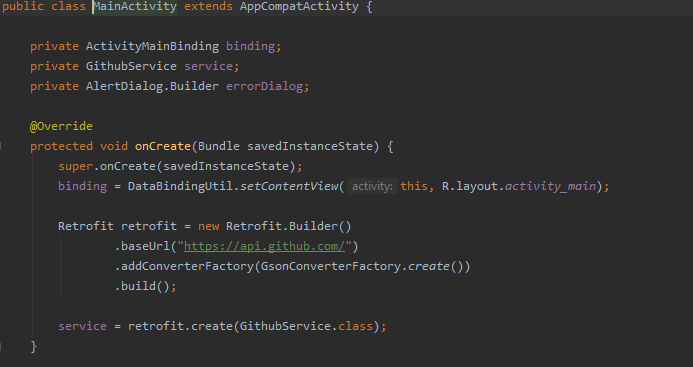 public class MainActivity extends AppCompatActivity {
private ActivityMainBinding binding;
private GithubService service;
private AlertDialog.Builder errorDialog;
@Override
protected void onCreate(Bundle savedInstanceState) {
super.onCreate(savedInstanceState);
binding = DataBindingUtil.setContentView( activity: this, R.layout.activity_main);
Retrofit retrofit = new Retrofit.Builder()
.baseUrl("https://api.github.com/")
.addConverterFactory(GsonConverterFactory.create())
.build();
service = retrofit.create(GithubService.class);
}